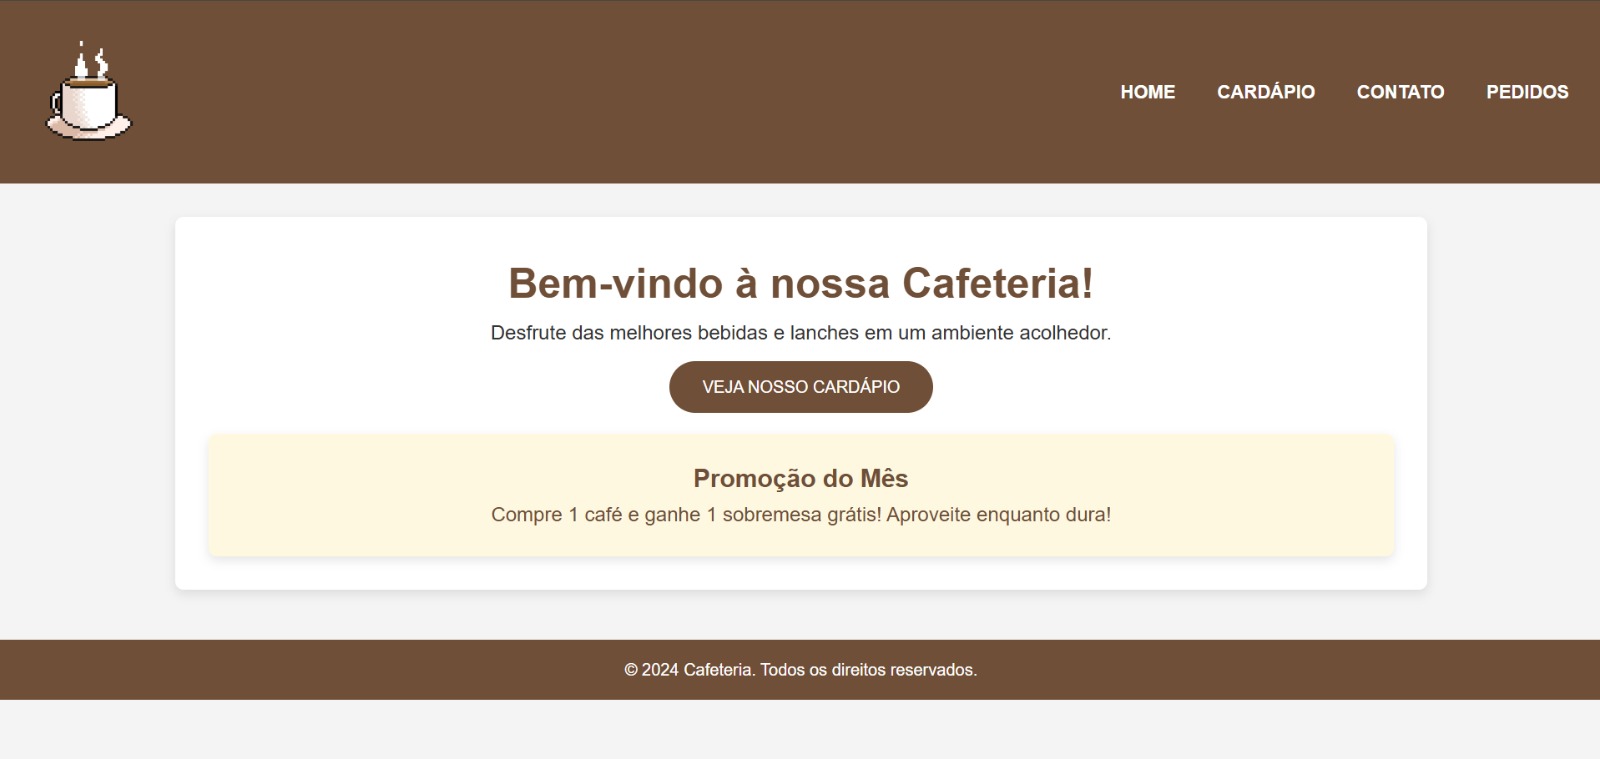 HOME CARDÁPIO CONTATO PEDIDOS
Bem-vindo à nossa Cafeteria!
Desfrute das melhores bebidas e lanches em um ambiente acolhedor.
VEJA NOSSO CARDÁPIO
Promoção do Mês
Compre 1 café e ganhe 1 sobremesa grátis! Aproveite enquanto dura!
© 2024 Cafeteria. Todos os direitos reservados.